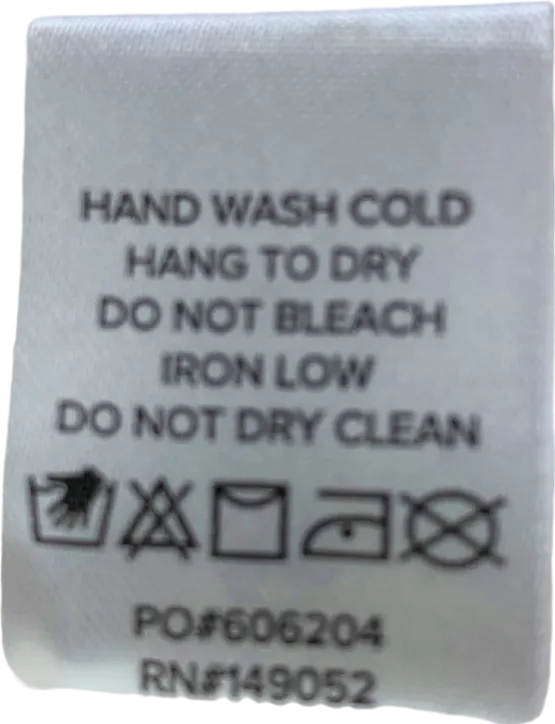 HAND WASH COLD
HANG TO DRY
DO NOT BLEACH
IRON LOW
DO NOT DRY CLEAN
PO#606204
RN#149052